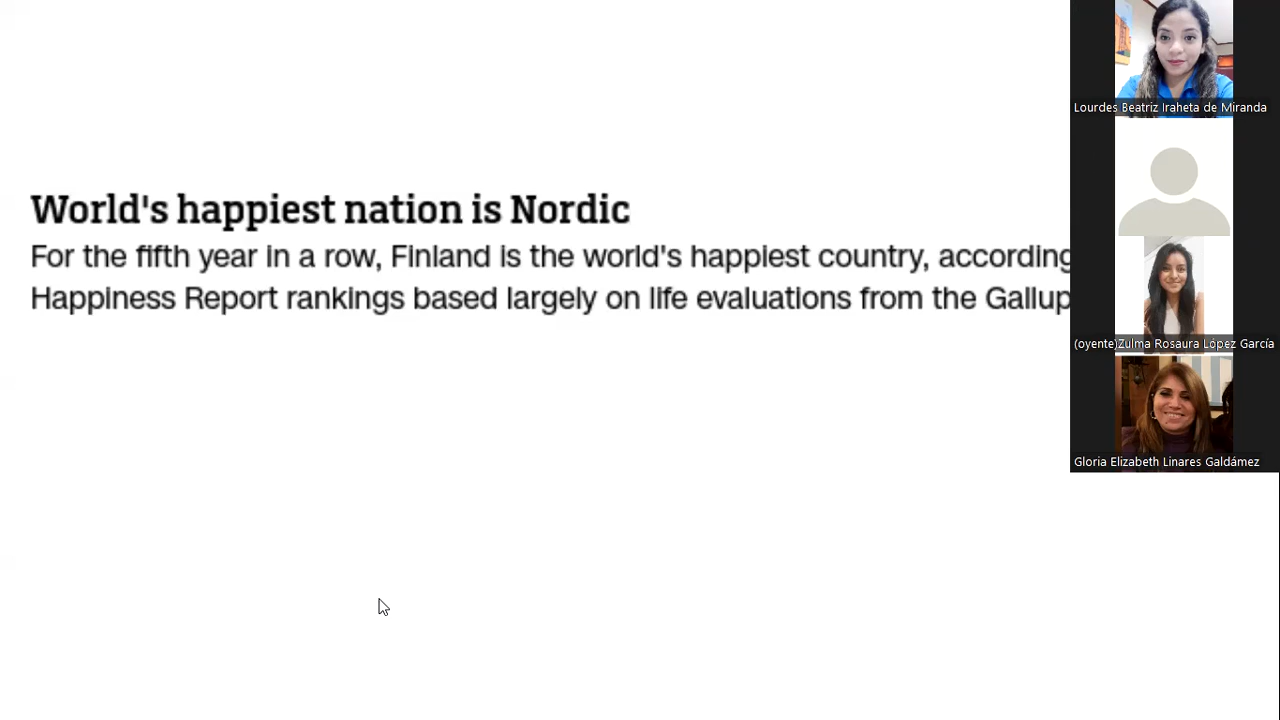 World's happiest nation is Nordic
For the fifth year in a row, Finland is the world's happiest country, according
Happiness Report rankings based largely on life evaluations from the Gallup
Lourdes Beatriz Iraheta de Miranda
(oyente)Zulma Rosaura López García
Gloria Elizabeth Linares Galdámez